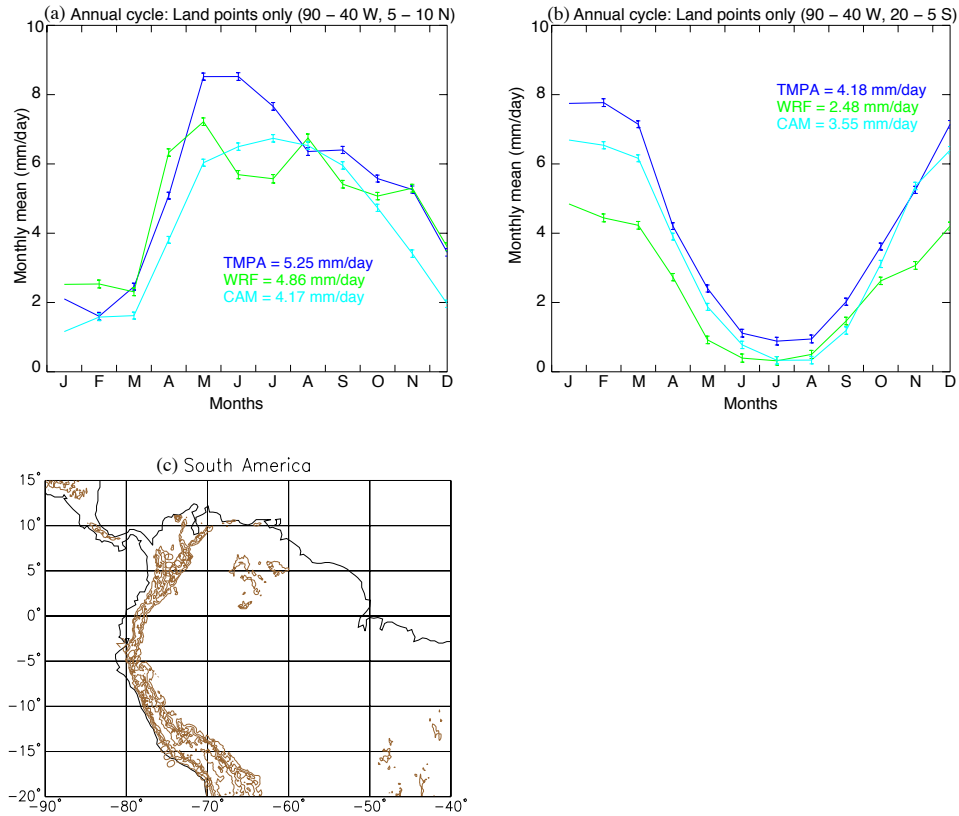 (a) Annual cycle: Land points only (90 – 40 W, 5 – 10 N)
10
8
6
4
2
0
Monthly mean (mm/day)
TMPA = 5.25 mm/day
WRF = 4.86 mm/day
CAM = 4.17 mm/day
J F M A M J J A S O N D
Months
(b) Annual cycle: Land points only (90 – 40 W, 20 – 5 S)
10
8
6
4
2
0
Monthly mean (mm/day)
TMPA = 4.18 mm/day
WRF = 2.48 mm/day
CAM = 3.55 mm/day
J F M A M J J A S O N D
Months
(c) South America
15°
10°
5°
0°
−5°
−10°
−15°
−20°
−90° −80° −70° −60° −50° −40°